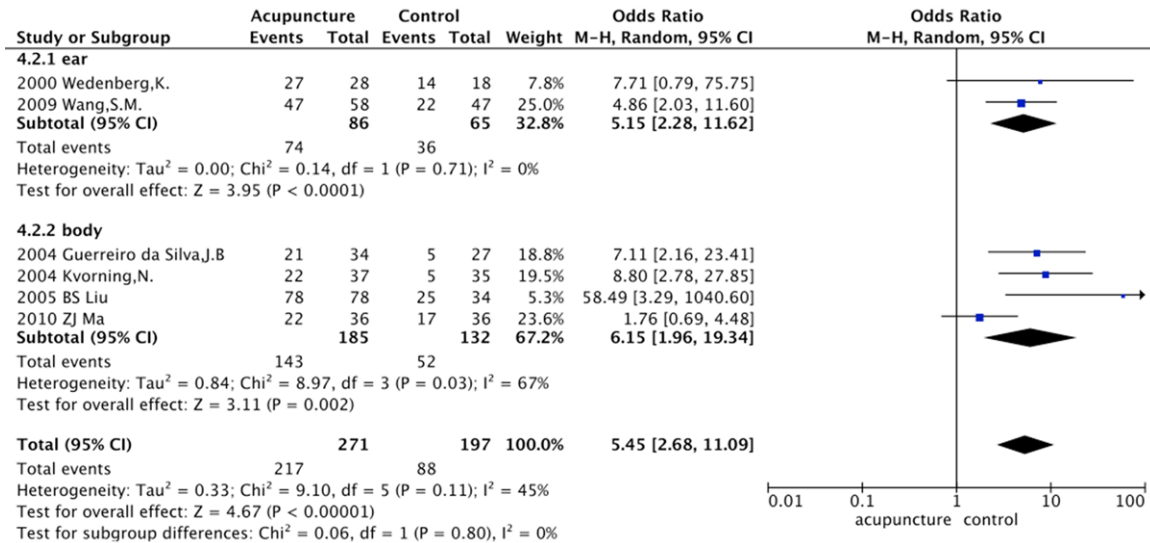 Acupuncture Control Odds Ratio Odds Ratio
Study or Subgroup Events Total Events Total Weight M-H, Random, 95% CI M-H, Random, 95% CI
4.2.1 ear
2000 Wedenberg,K. 27 28 14 18 7.8% 7.71 [0.79, 75.75]
2009 Wang,S.M. 47 58 22 47 25.0% 4.86 [2.03, 11.60]
Subtotal (95% CI) 86 65 32.8% 5.15 [2.28, 11.62]
Total events 74 36
Heterogeneity: Tau² = 0.00; Chi² = 0.14, df = 1 (P = 0.71); I² = 0%
Test for overall effect: Z = 3.95 (P < 0.0001)
4.2.2 body
2004 Guerreiro da Silva,J.B 21 34 5 27 18.8% 7.11 [2.16, 23.41]
2004 Kvorning,N. 22 37 5 35 19.5% 8.80 [2.78, 27.85]
2005 BS Liu 78 78 25 34 5.3% 58.49 [3.29, 1040.60]
2010 ZJ Ma 22 36 17 36 23.6% 1.76 [0.69, 4.48]
Subtotal (95% CI) 185 132 67.2% 6.15 [1.96, 19.34]
Total events 143 52
Heterogeneity: Tau² = 0.84; Chi² = 8.97, df = 3 (P = 0.03); I² = 67%
Test for overall effect: Z = 3.11 (P = 0.002)
Total (95% CI) 271 197 100.0% 5.45 [2.68, 11.09]
Total events 217 88
Heterogeneity: Tau² = 0.33; Chi² = 9.10, df = 5 (P = 0.11); I² = 45%
Test for overall effect: Z = 4.67 (P < 0.00001)
Test for subgroup differences: Chi² = 0.06, df = 1 (P = 0.80), I² = 0%
0.01 0.1 1 10 100
acupuncture control